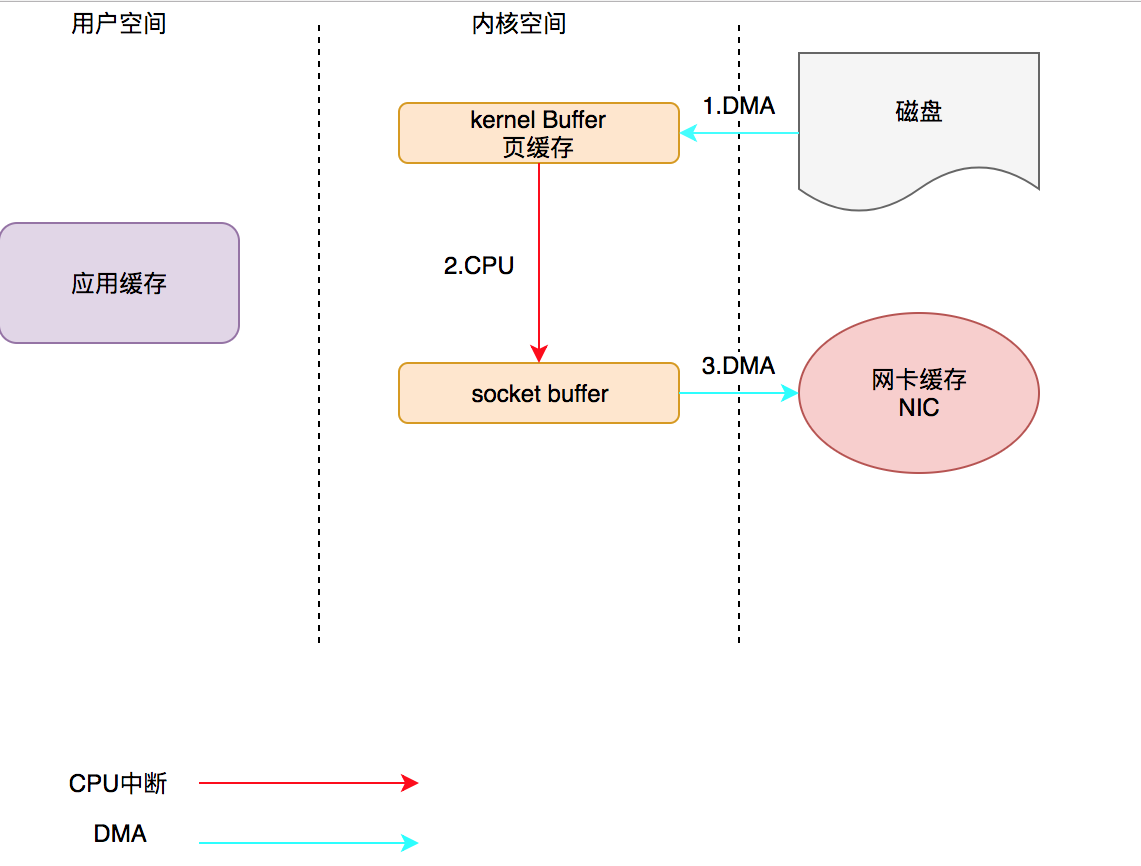 用户空间
内核空间
kernel Buffer
页缓存
1.DMA
磁盘
应用缓存
2.CPU
socket buffer
3.DMA
网卡缓存
NIC
CPU中断
DMA